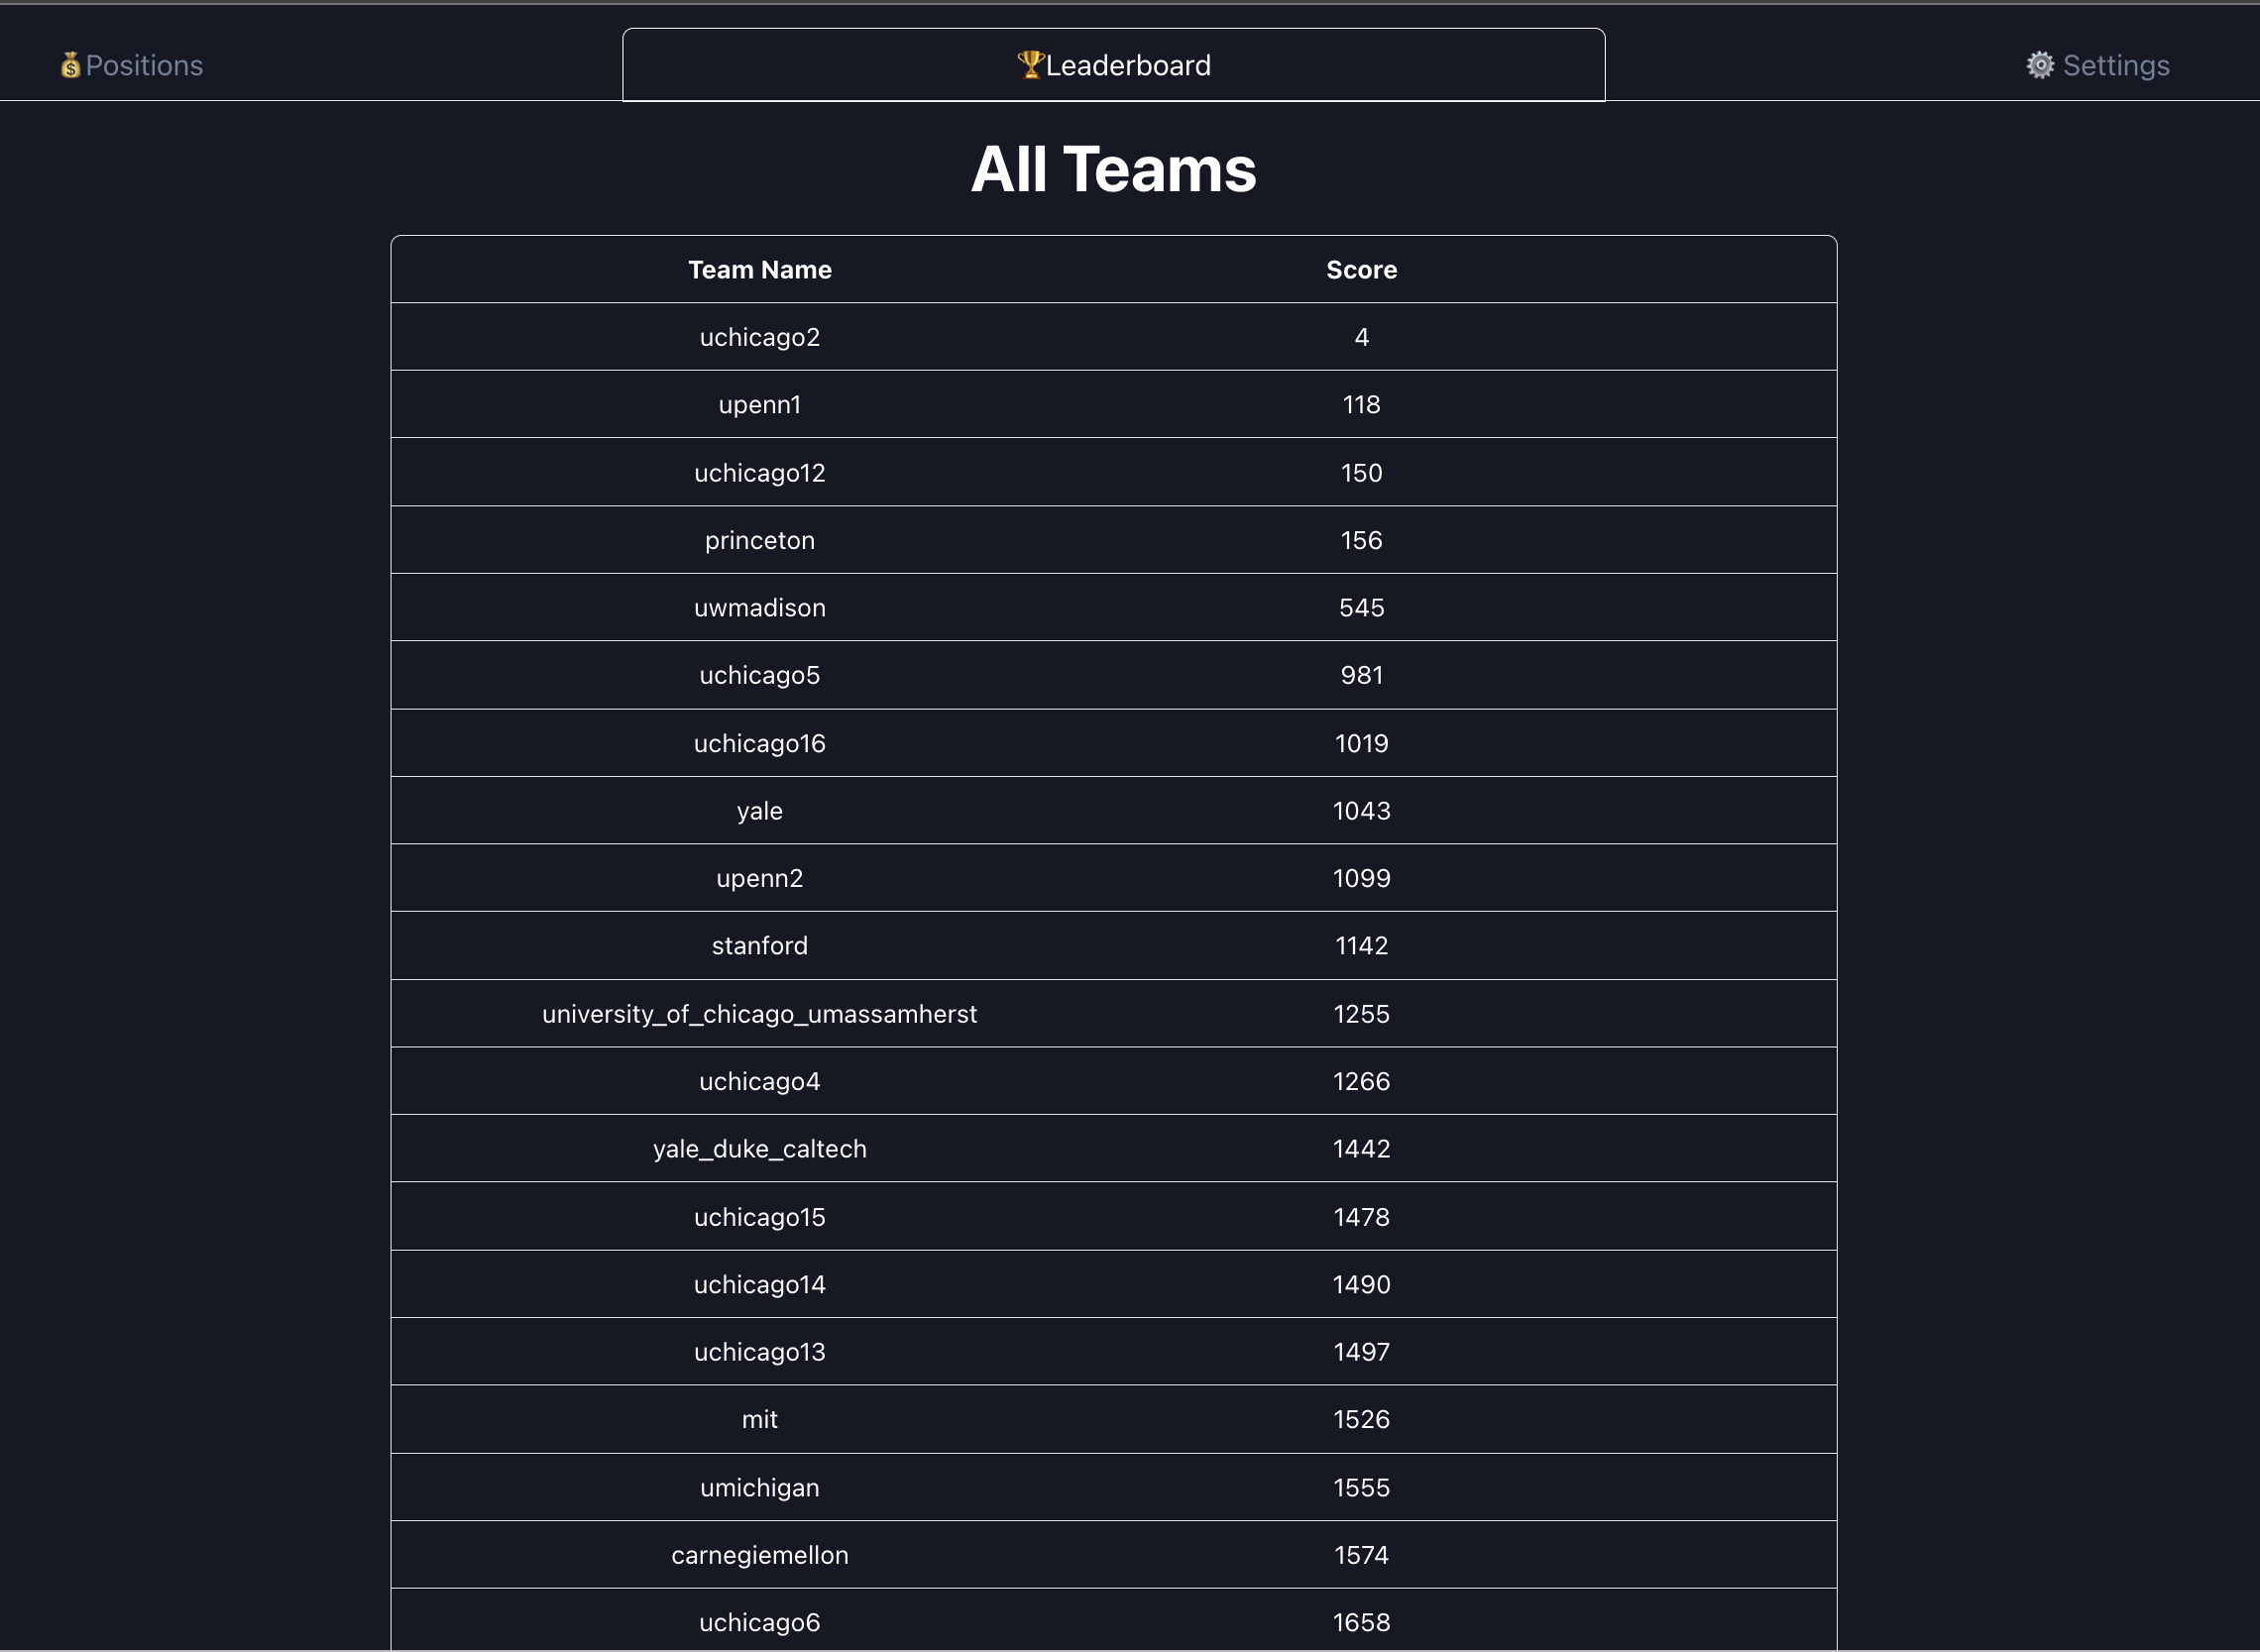 💰Positions 🏆Leaderboard ⚙️ Settings
All Teams
Team Name Score
uchicago2 4
upenn1 118
uchicago12 150
princeton 156
uwmadison 545
uchicago5 981
uchicago16 1019
yale 1043
upenn2 1099
stanford 1142
university_of_chicago_umassamherst 1255
uchicago4 1266
yale_duke_caltech 1442
uchicago15 1478
uchicago14 1490
uchicago13 1497
mit 1526
umichigan 1555
carnegiemellon 1574
uchicago6 1658